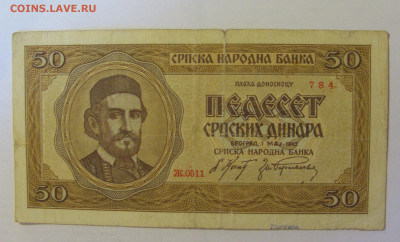 COINS.LAVE.RU
50 СРПСКА НАРОДНА БАНКА 50
ПЛАЋА ДОНОСИОЦУ 784
ПЕДЕСЕТ
СРПСКИХ ДИНАРА
БЕОГРАД, 1 МАЈ 1942
СРПСКА НАРОДНА БАНКА
Ж.0011
50 50